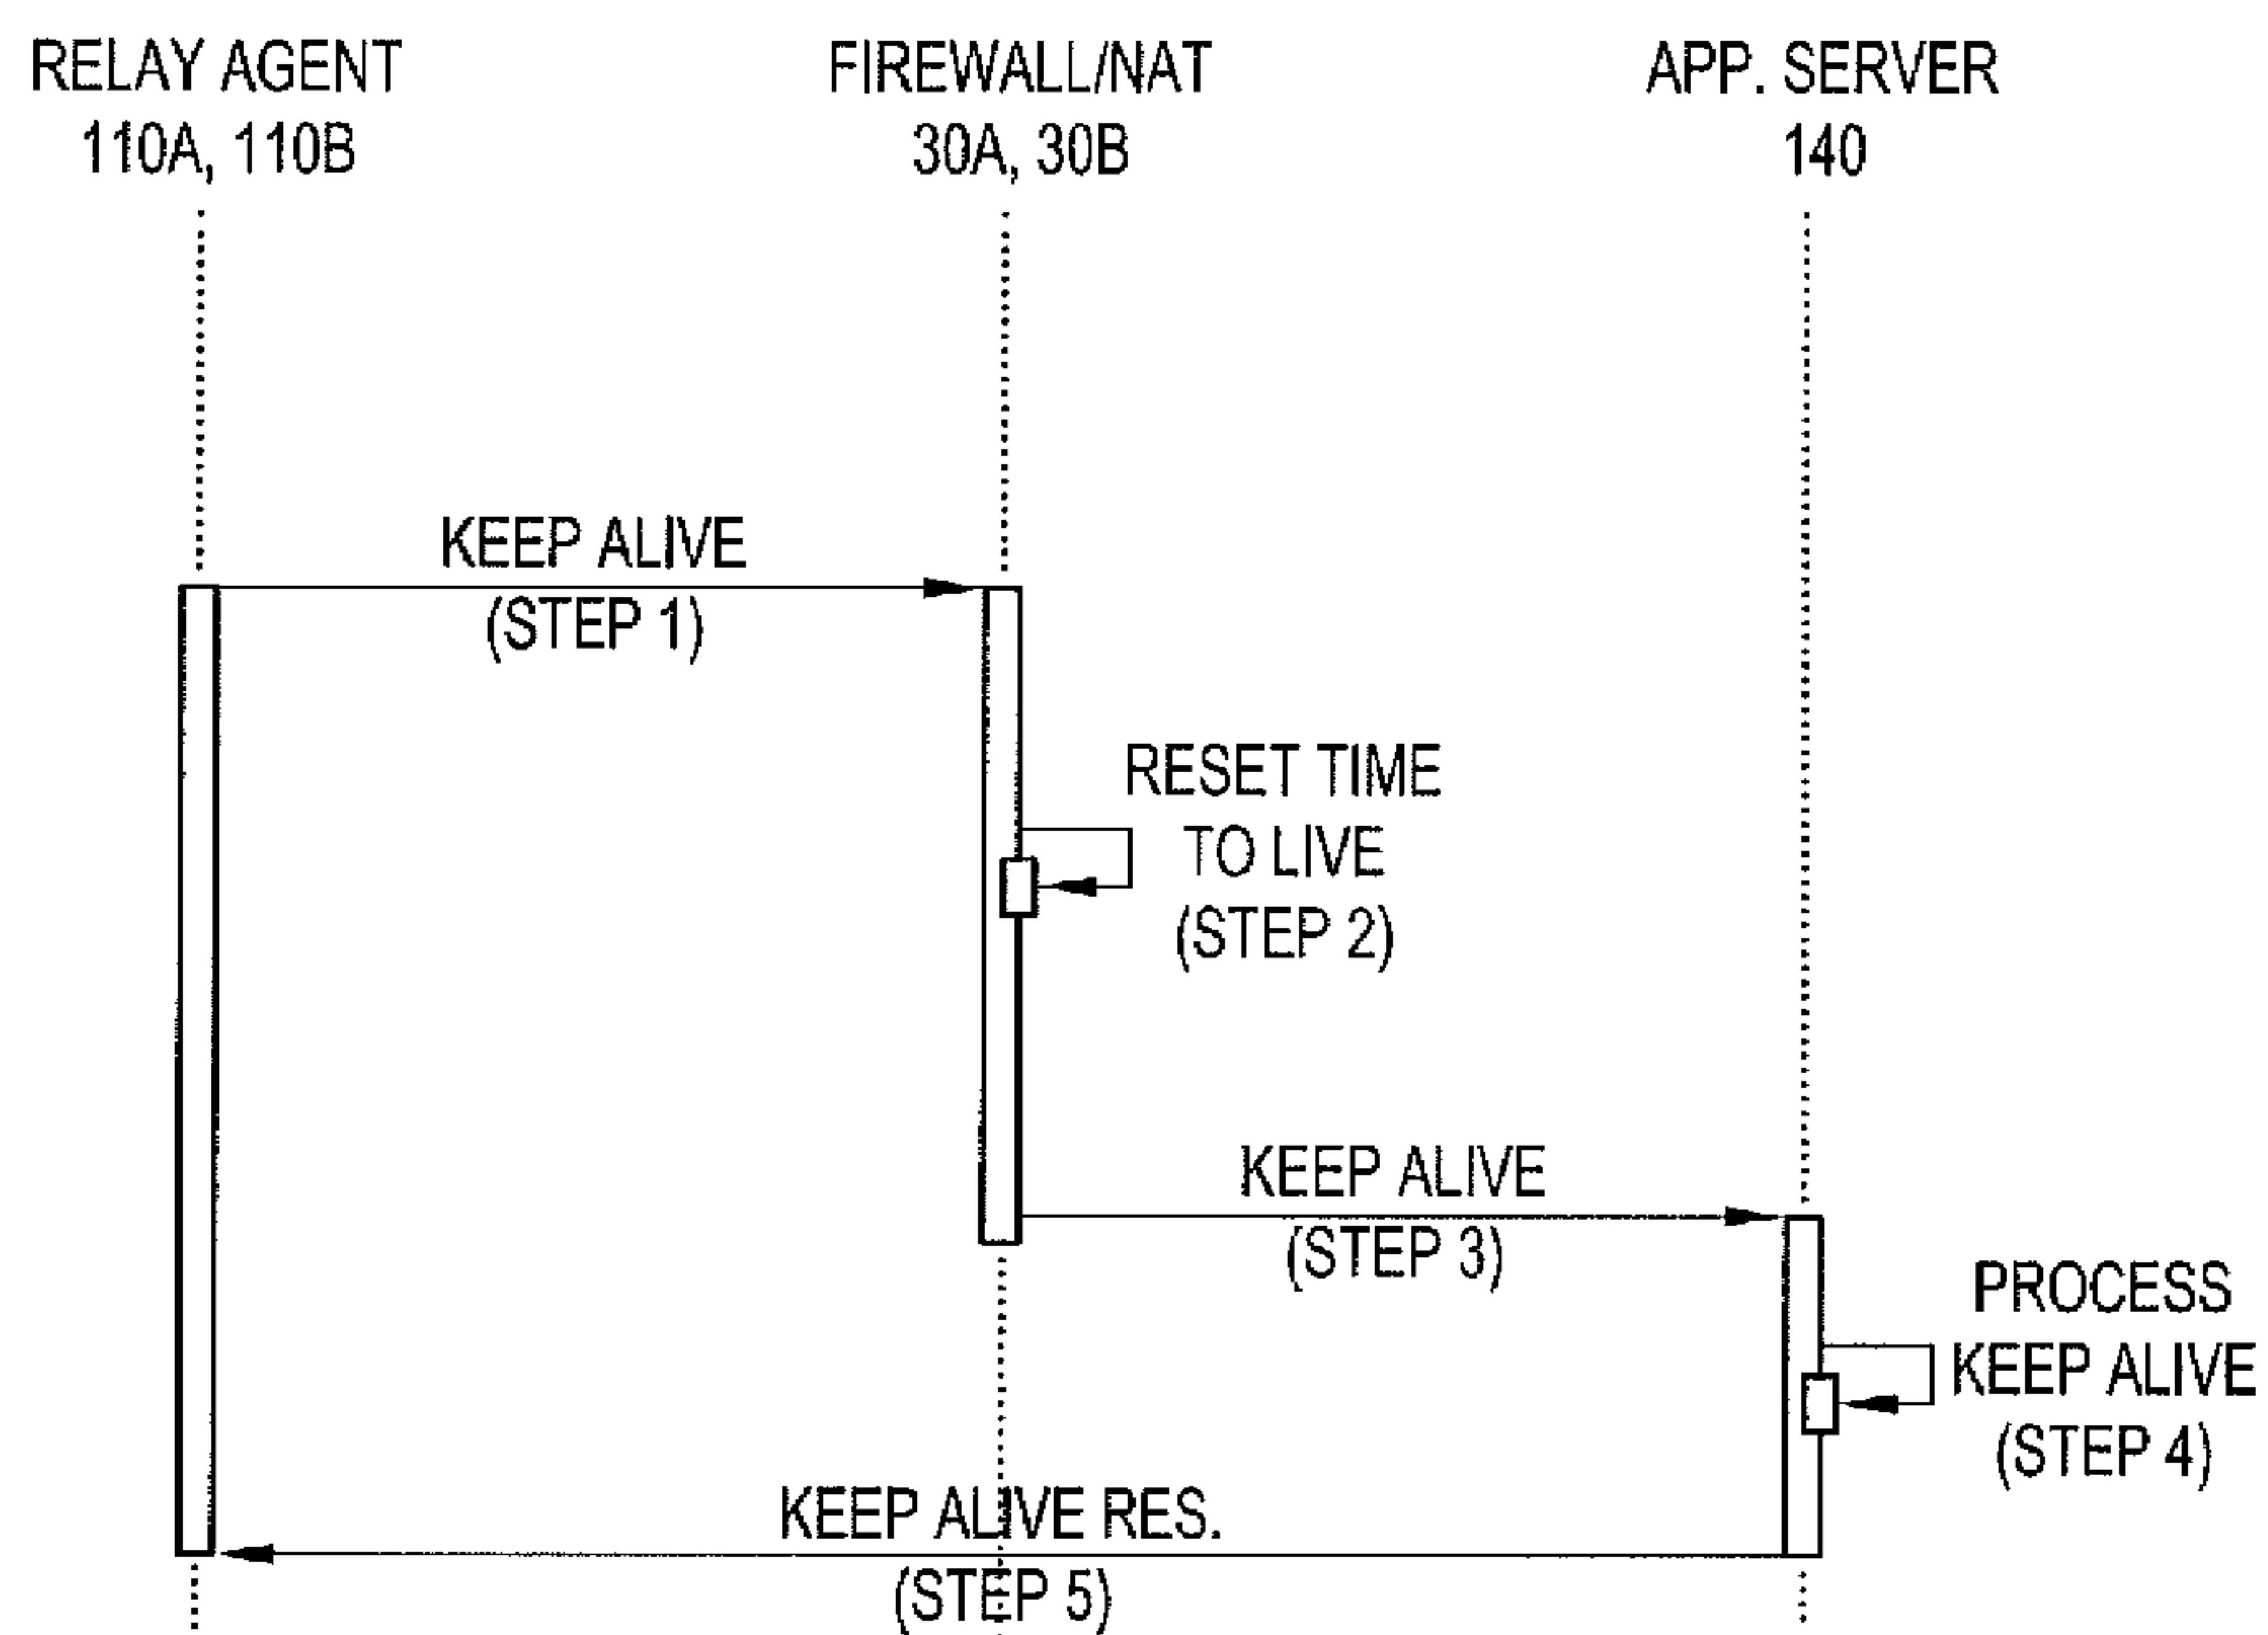 RELAY AGENT
110A, 110B
FIREWALL/NAT
30A, 30B
APP. SERVER
140
KEEP ALIVE
(STEP 1)
RESET TIME
TO LIVE
(STEP 2)
KEEP ALIVE
(STEP 3)
PROCESS
KEEP ALIVE
(STEP 4)
KEEP ALIVE RES.
(STEP 5)